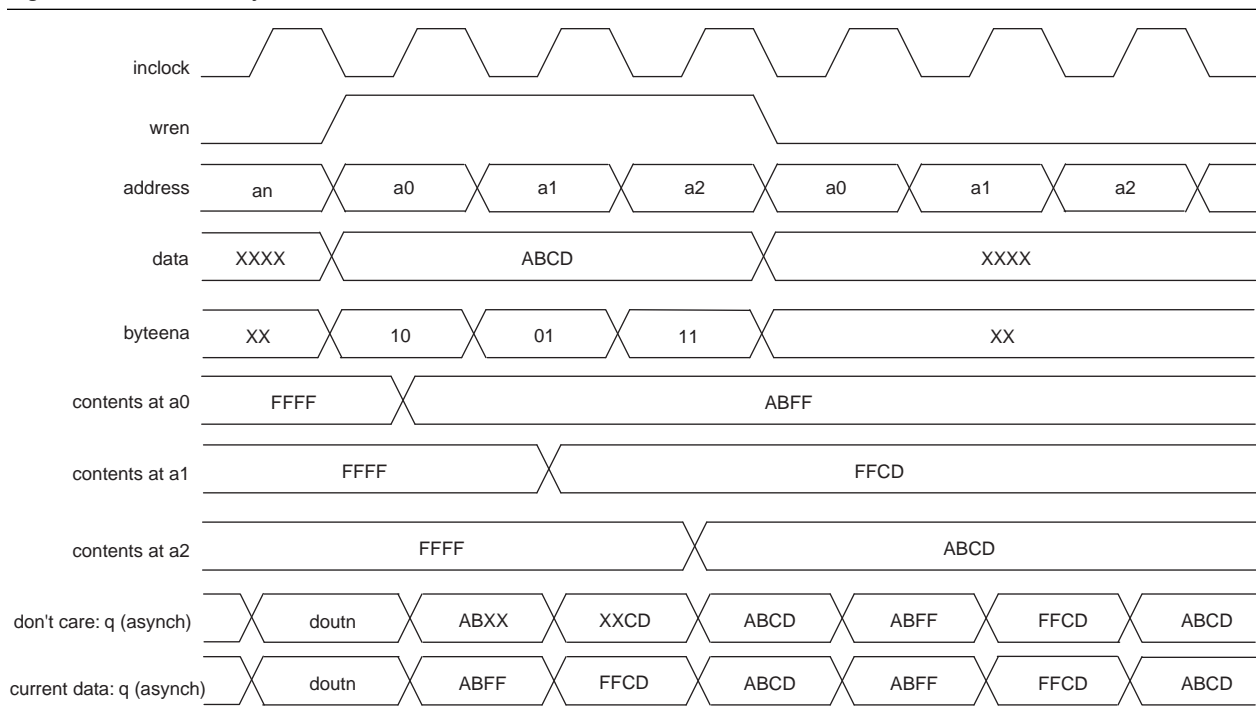 inclock
wren
address an a0 a1 a2 a0 a1 a2
data XXXX ABCD XXXX
byteena XX 10 01 11 XX
contents at a0 FFFF ABFF
contents at a1 FFFF FFCD
contents at a2 FFFF ABCD
don't care: q (asynch) doutn ABXX XXCD ABCD ABFF FFCD ABCD
current data: q (asynch) doutn ABFF FFCD ABCD ABFF FFCD ABCD